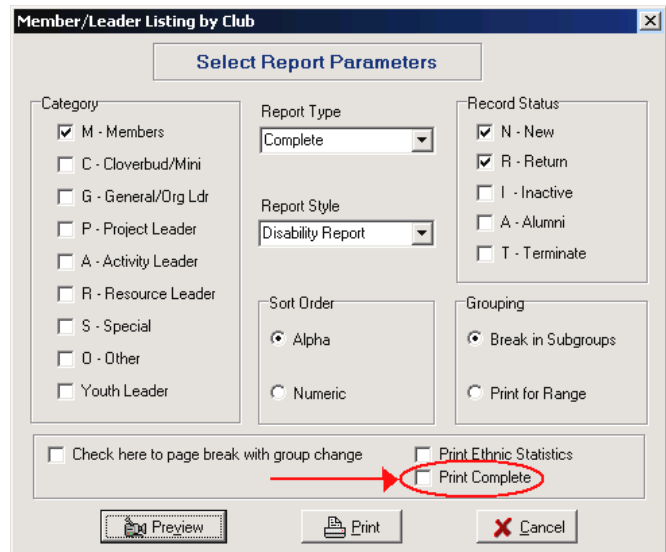 Member/Leader Listing by Club
Select Report Parameters
Category
M - Members
C - Cloverbud/Mini
G - General/Org Ldr
P - Project Leader
A - Activity Leader
R - Resource Leader
S - Special
O - Other
Youth Leader
Report Type
Complete
Report Style
Disability Report
Sort Order
Alpha
Numeric
Record Status
N - New
R - Return
I - Inactive
A - Alumni
T - Terminate
Grouping
Break in Subgroups
Print for Range
Check here to page break with group change
Print Ethnic Statistics
Print Complete
Preview
Print
Cancel